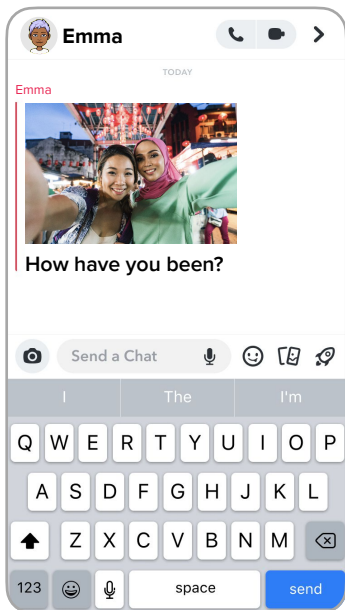 Emma
TODAY
Emma
How have you been?
Send a Chat
I The I'm
Q W E R T Y U I O P
A S D F G H J K L
Z X C V B N M
123 space send